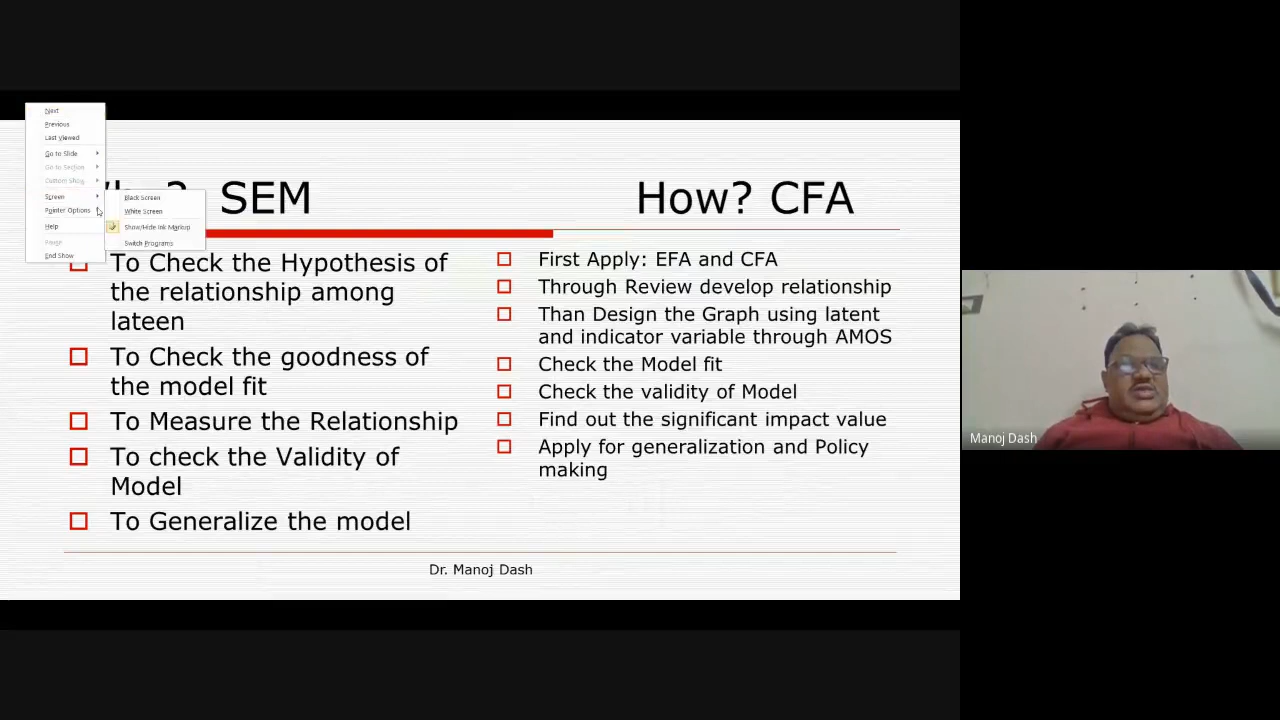 Next
Previous
Last Viewed
Go to Slide
Go to Section
Custom Show
Screen
Pointer Options
Help
Pause
End Show
Black Screen
White Screen
Show/Hide Ink Markup
Switch Programs
SEM
How? CFA
To Check the Hypothesis of
the relationship among
lateen
To Check the goodness of
the model fit
To Measure the Relationship
To check the Validity of
Model
To Generalize the model
First Apply: EFA and CFA
Through Review develop relationship
Than Design the Graph using latent
and indicator variable through AMOS
Check the Model fit
Check the validity of Model
Find out the significant impact value
Apply for generalization and Policy
making
Dr. Manoj Dash
Manoj Dash